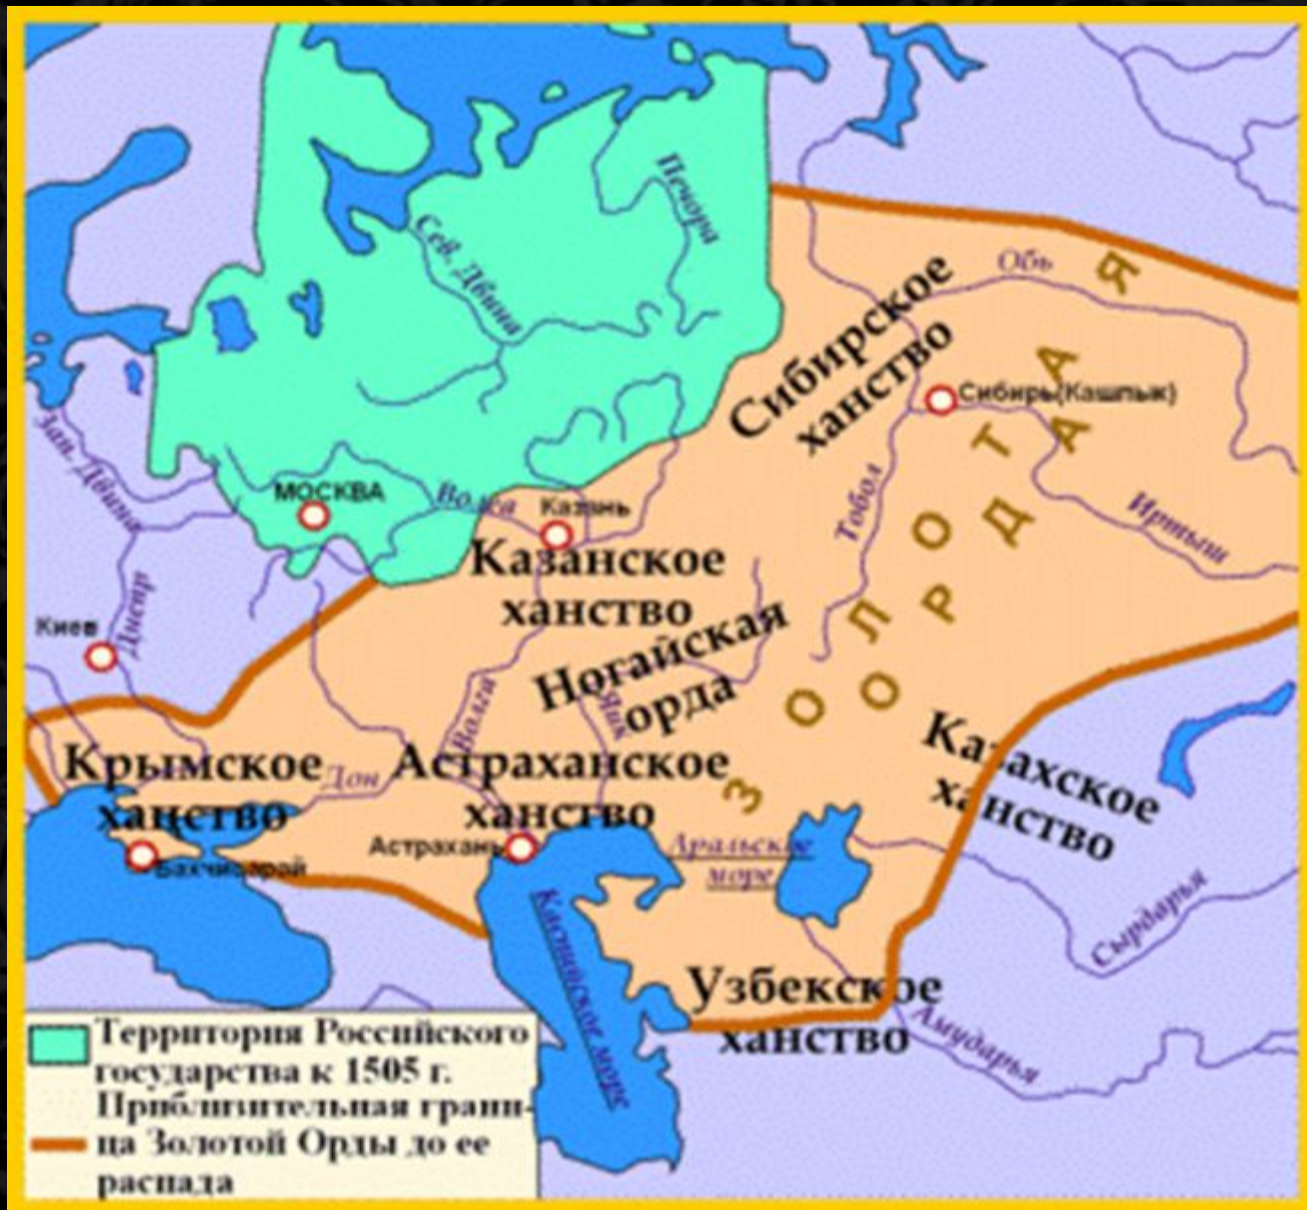 Печора
Сев. Двина
Обь
Сибирское
ханство
Сибирь(Кашлык)
Тобол
Иртыш
ЗОЛОТАЯ
ОРДА
Зап. Двина
МОСКВА
Волга
Казань
Казанское
ханство
Киев
Днепр
Ногайская
орда
Яик
Волга
Крымское
ханство
Дон
Астраханское
ханство
Астрахань
Бахчисарай
Казахское
ханство
Аральское
море
Сырдарья
Каспийское море
Узбекское
ханство
Амударья
Территория Российского
государства к 1505 г.
Приблизительная грани-
ца Золотой Орды до ее
распада